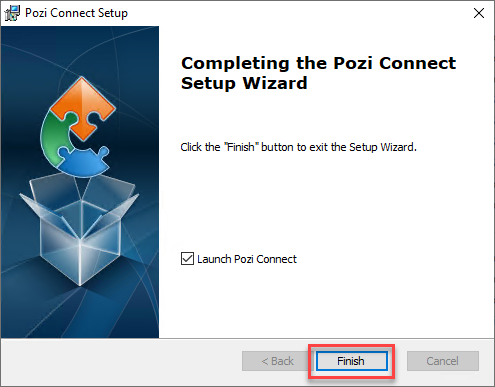 Pozi Connect Setup
Completing the Pozi Connect
Setup Wizard
Click the "Finish" button to exit the Setup Wizard.
Launch Pozi Connect
< Back Finish Cancel